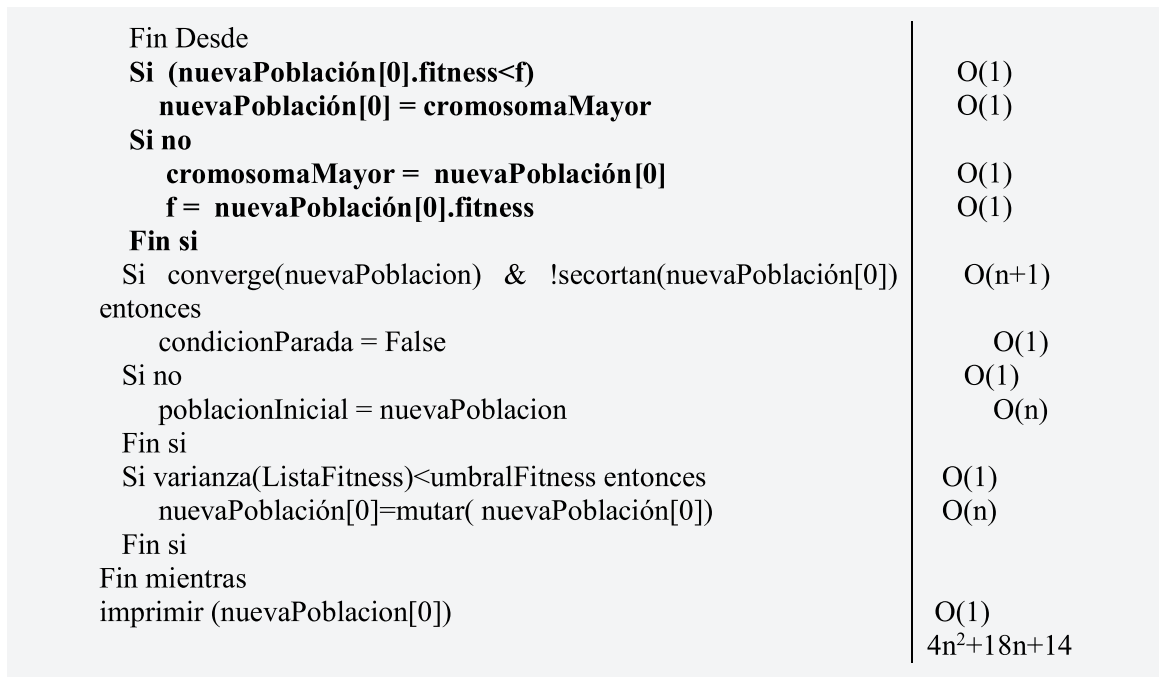 Fin Desde
Si (nuevaPoblación[0].fitness<f) O(1)
nuevaPoblación[0] = cromosomaMayor O(1)
Si no
cromosomaMayor = nuevaPoblación[0] O(1)
f = nuevaPoblación[0].fitness O(1)
Fin si
Si converge(nuevaPoblacion) & !secortan(nuevaPoblación[0]) O(n+1)
entonces
condicionParada = False O(1)
Si no O(1)
poblacionInicial = nuevaPoblacion O(n)
Fin si
Si varianza(ListaFitness)<umbralFitness entonces O(1)
nuevaPoblación[0]=mutar( nuevaPoblación[0]) O(n)
Fin si
Fin mientras
imprimir (nuevaPoblacion[0]) O(1)
4n²+18n+14